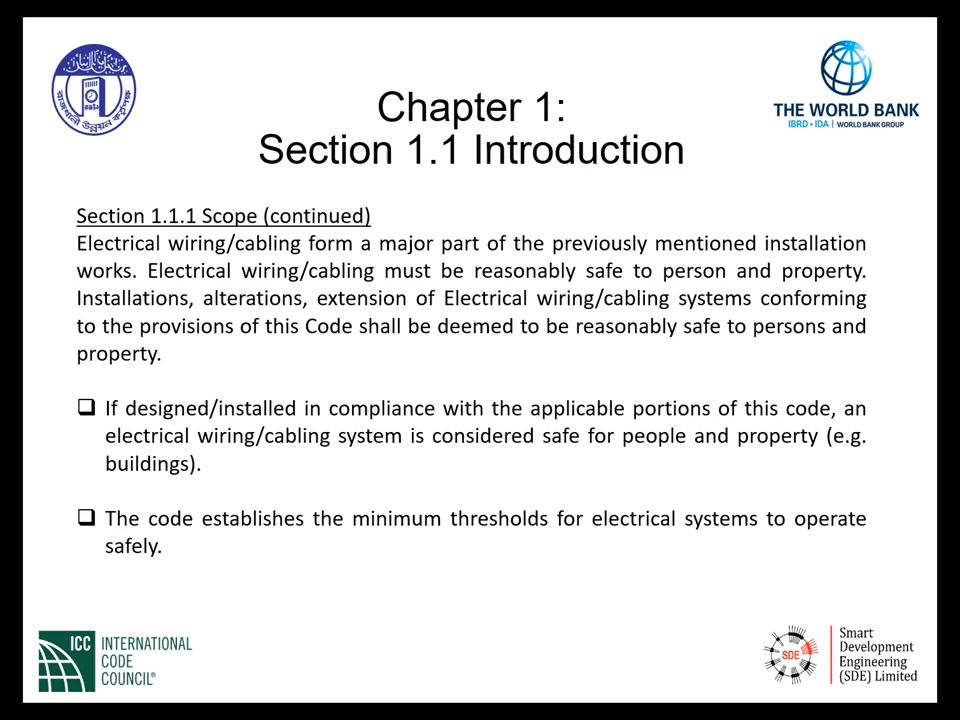 Chapter 1:
Section 1.1 Introduction
THE WORLD BANK
IBRD • IDA | WORLD BANK GROUP
Section 1.1.1 Scope (continued)
Electrical wiring/cabling form a major part of the previously mentioned installation
works. Electrical wiring/cabling must be reasonably safe to person and property.
Installations, alterations, extension of Electrical wiring/cabling systems conforming
to the provisions of this Code shall be deemed to be reasonably safe to persons and
property.
❑ If designed/installed in compliance with the applicable portions of this code, an
electrical wiring/cabling system is considered safe for people and property (e.g.
buildings).
❑ The code establishes the minimum thresholds for electrical systems to operate
safely.
ICC INTERNATIONAL
CODE
COUNCIL®
SDE
Smart
Development
Engineering
(SDE) Limited